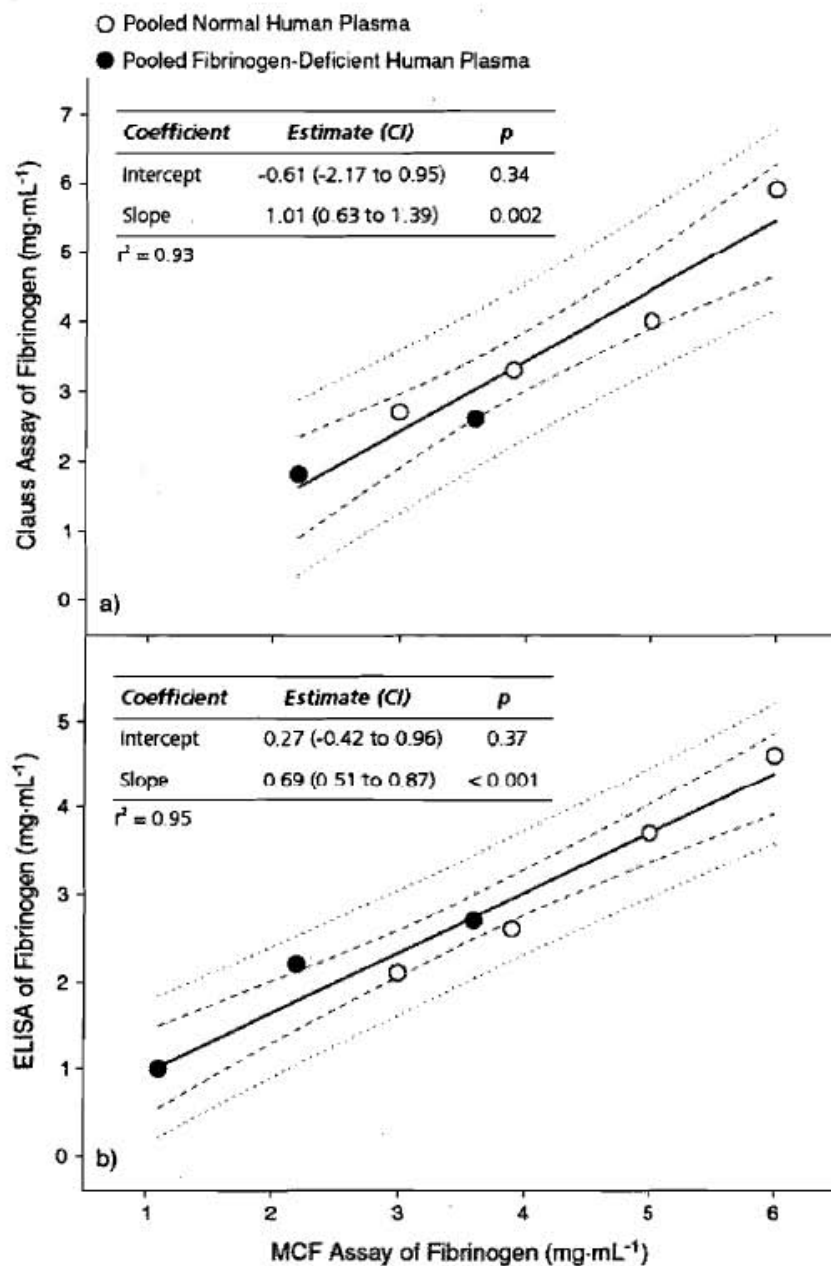 ○ Pooled Normal Human Plasma
● Pooled Fibrinogen-Deficient Human Plasma
Clauss Assay of Fibrinogen (mg·mL⁻¹)
7
6
5
4
3
2
1
0
Coefficient Estimate (CI) p
Intercept -0.61 (-2.17 to 0.95) 0.34
Slope 1.01 (0.63 to 1.39) 0.002
r² = 0.93
a)
ELISA of Fibrinogen (mg·mL⁻¹)
5
4
3
2
1
0
Coefficient Estimate (CI) p
Intercept 0.27 (-0.42 to 0.96) 0.37
Slope 0.69 (0.51 to 0.87) < 0.001
r² = 0.95
b)
1 2 3 4 5 6
MCF Assay of Fibrinogen (mg·mL⁻¹)